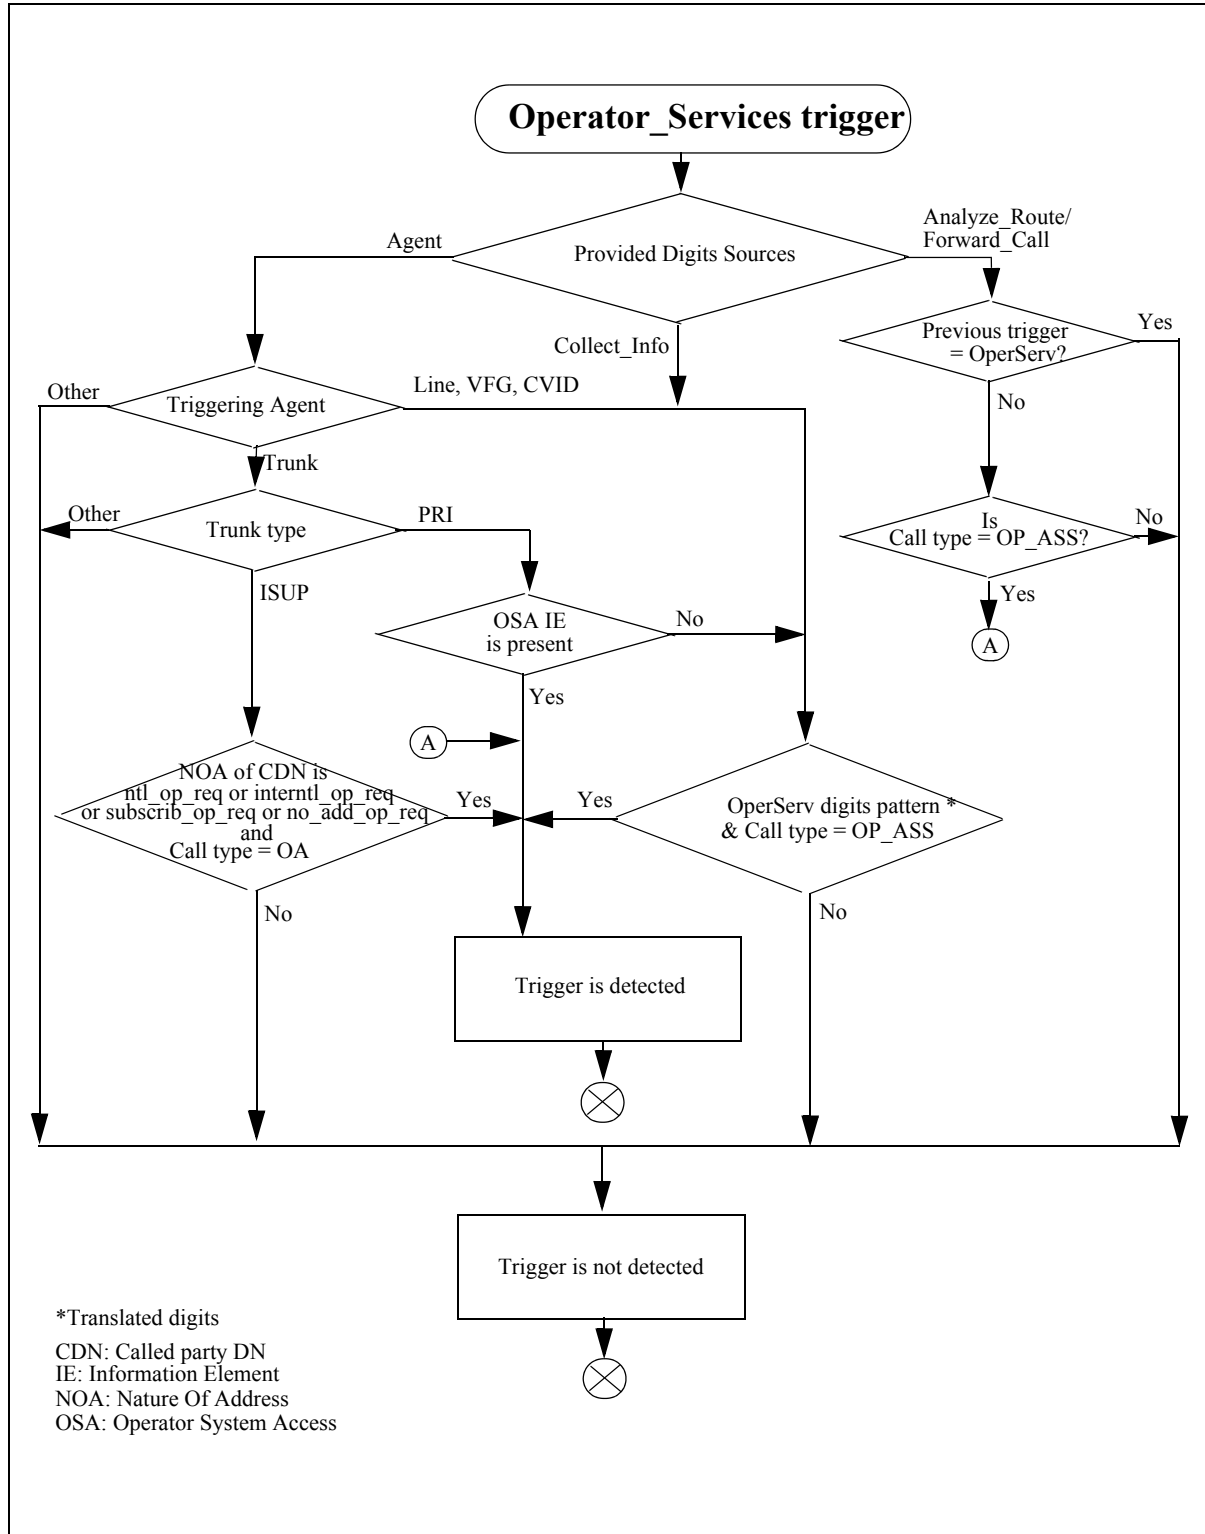 Operator_Services trigger
Analyze_Route/
Forward_Call
Agent
Provided Digits Sources
Previous trigger
= OperServ?
Yes
Collect_Info
Other
Line, VFG, CVID
Triggering Agent
No
Trunk
Other
Trunk type
PRI
Is
Call type = OP_ASS?
No
ISUP
Yes
OSA IE
is present
No
A
Yes
A
NOA of CDN is
ntl_op_req or interntl_op_req
or subscrib_op_req or no_add_op_req
and
Call type = OA
Yes
Yes
OperServ digits pattern *
& Call type = OP_ASS
No
No
Trigger is detected
Trigger is not detected
*Translated digits
CDN: Called party DN
IE: Information Element
NOA: Nature Of Address
OSA: Operator System Access